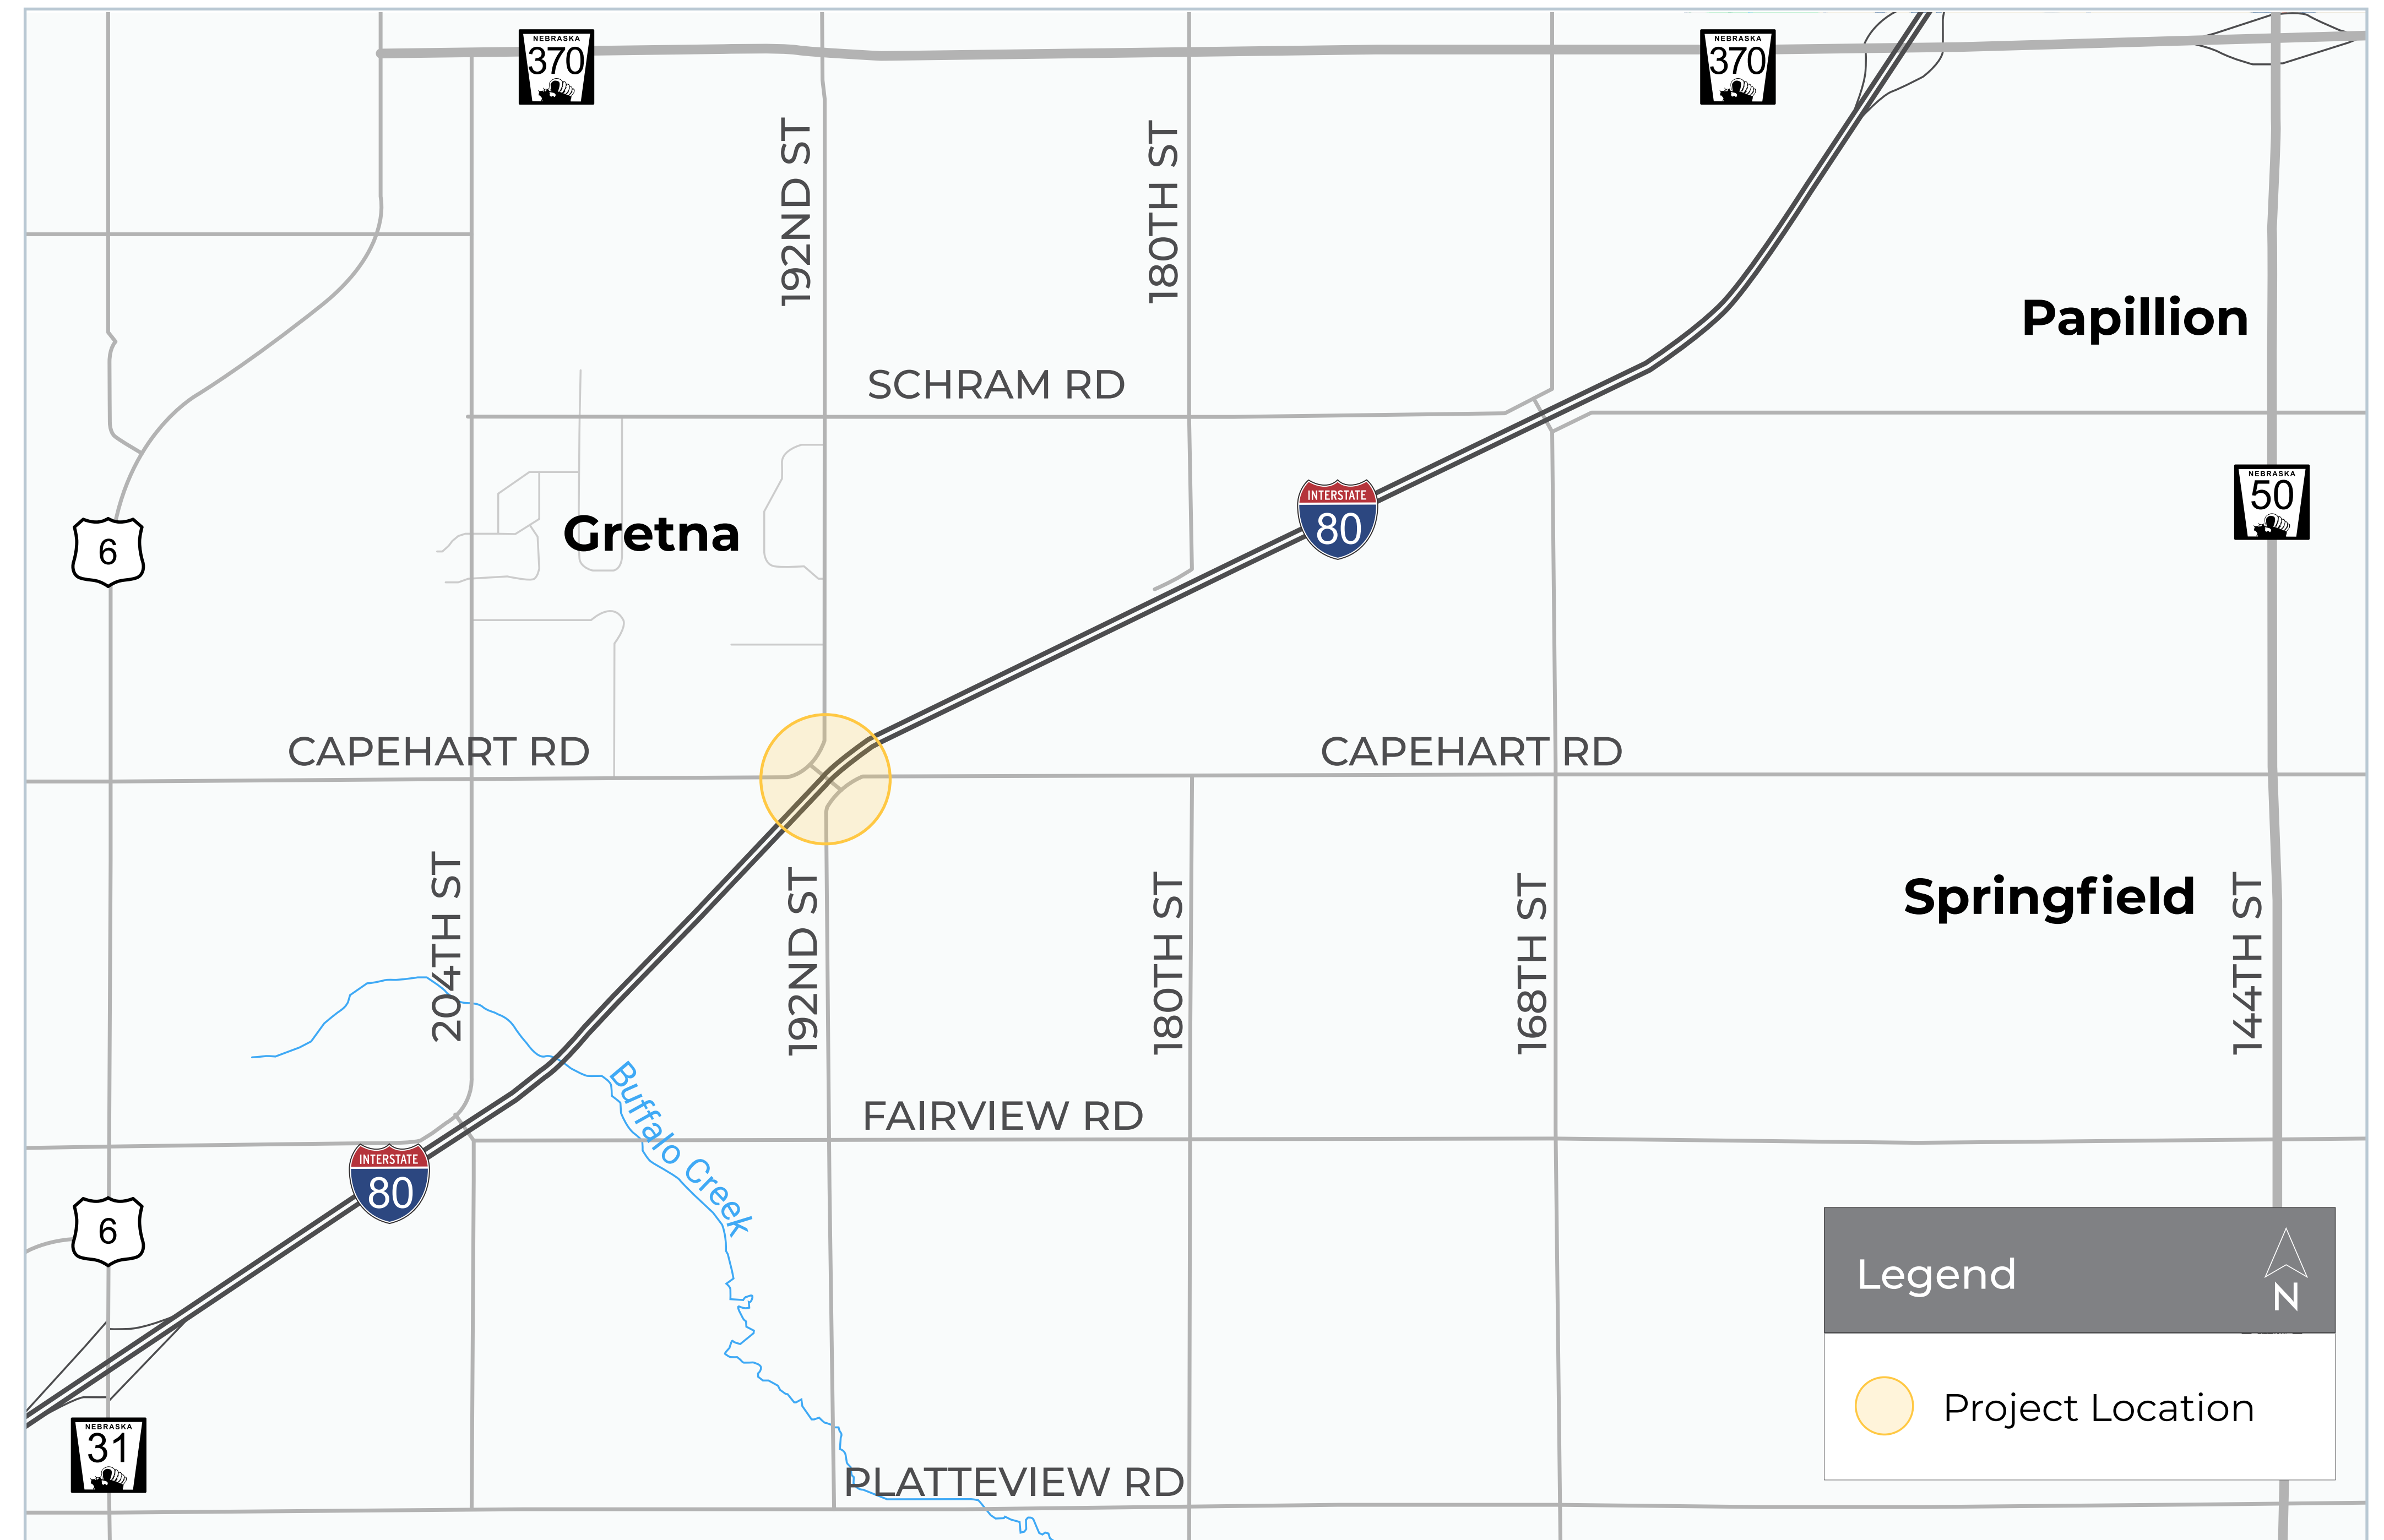 NEBRASKA
370
NEBRASKA
370
192ND ST
180TH ST
Papillion
SCHRAM RD
NEBRASKA
50
INTERSTATE
80
Gretna
6
CAPEHART RD
CAPEHART RD
Springfield
204TH ST
192ND ST
180TH ST
168TH ST
144TH ST
Buffalo Creek
FAIRVIEW RD
INTERSTATE
80
6
Legend
N
Project Location
NEBRASKA
31
PLATTEVIEW RD